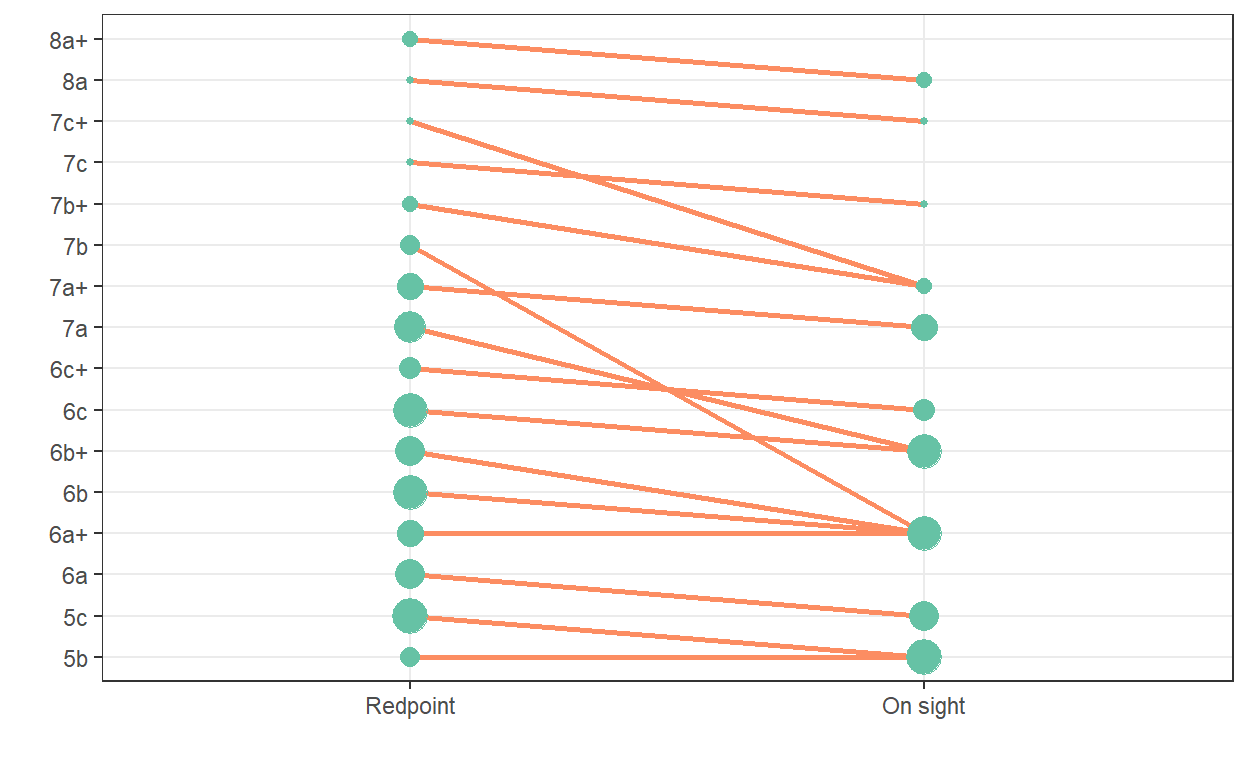 8a+
8a
7c+
7c
7b+
7b
7a+
7a
6c+
6c
6b+
6b
6a+
6a
5c
5b
Redpoint On sight